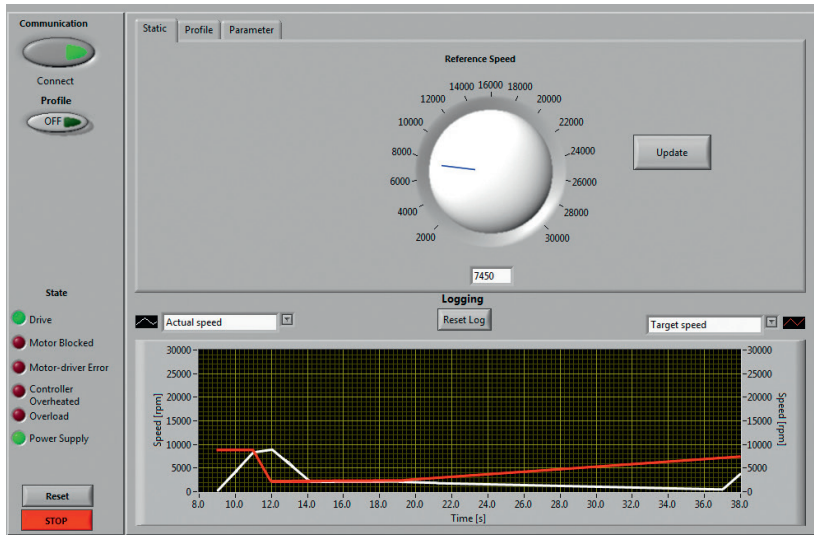 Communication
Connect
Profile
OFF
State
Drive
Motor Blocked
Motor-driver Error
Controller
Overheated
Overload
Power Supply
Reset
STOP
Static Profile Parameter
Reference Speed
2000
4000
6000
8000
10000
12000
14000
16000
18000
20000
22000
24000
26000
28000
30000
7450
Update
Logging
Actual speed
Reset Log
Target speed
Speed [rpm]
30000
25000
20000
15000
10000
5000
0
30000
25000
20000
15000
10000
5000
0
Speed [rpm]
8.0 10.0 12.0 14.0 16.0 18.0 20.0 22.0 24.0 26.0 28.0 30.0 32.0 34.0 36.0 38.0
Time [s]